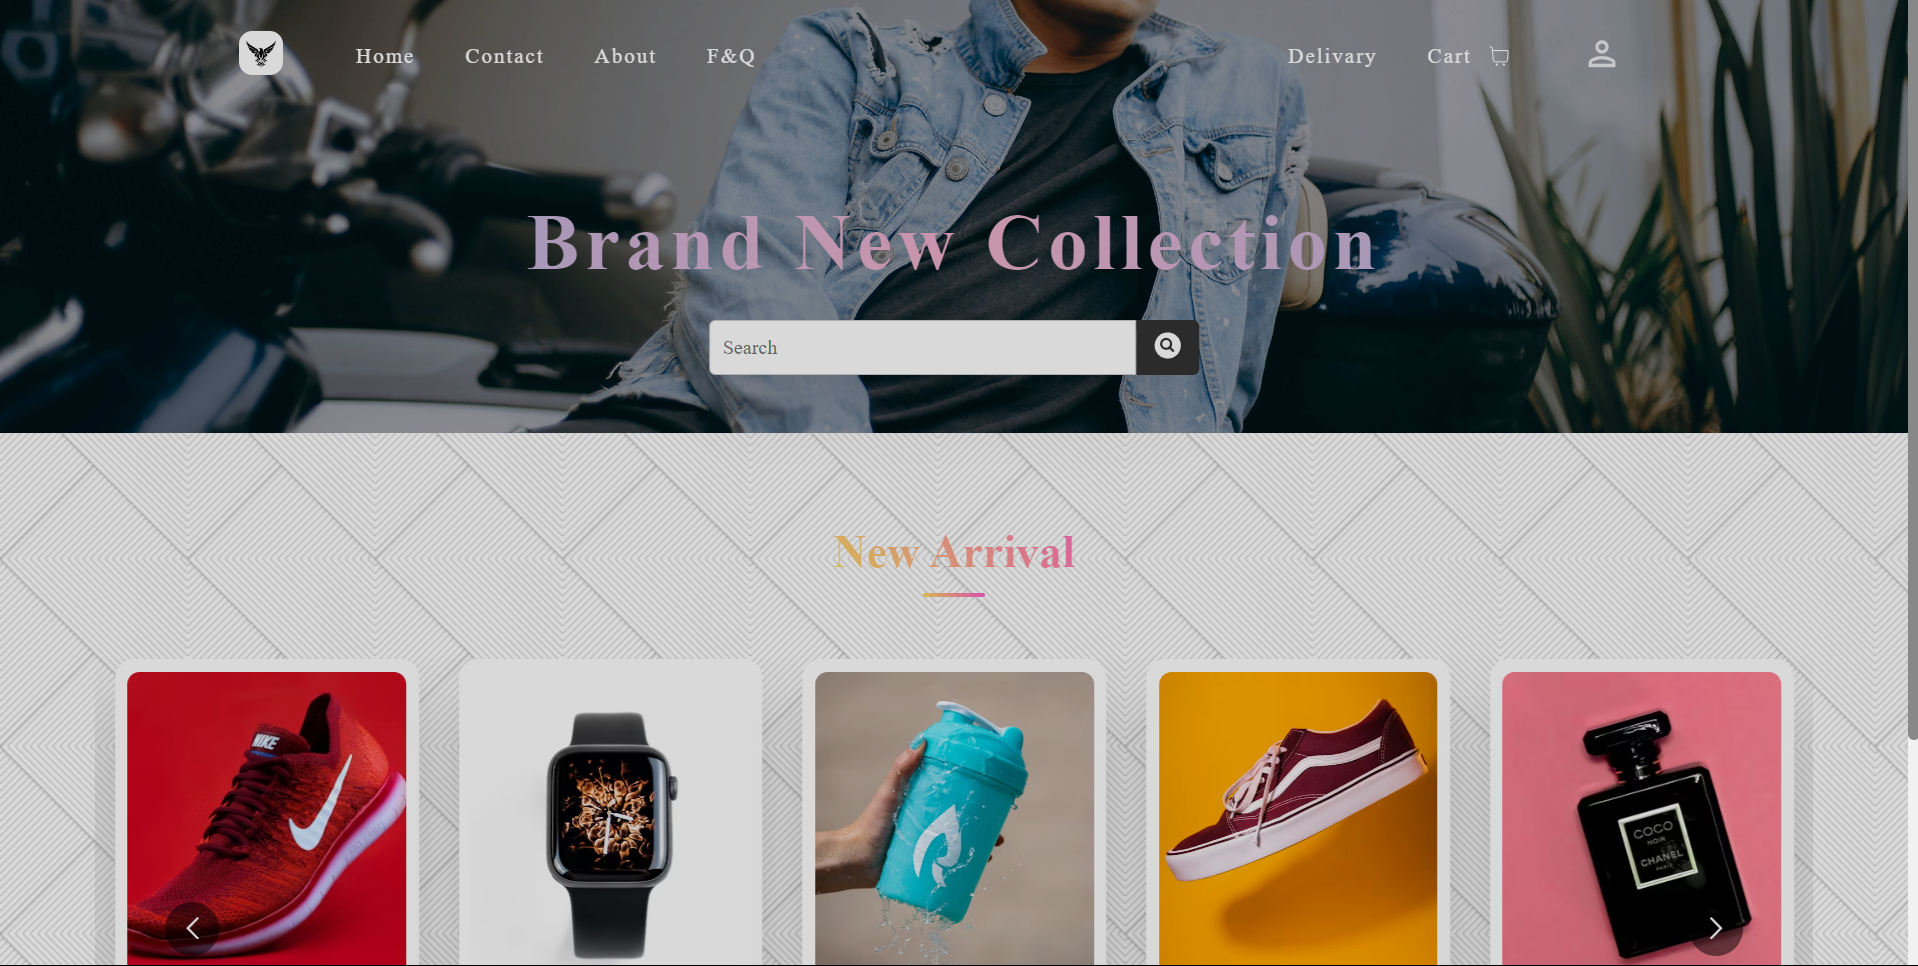 Home Contact About F&Q Delivary Cart
Brand New Collection
Search
New Arrival
NIKE
COCO
NOIR
CHANEL
PARIS